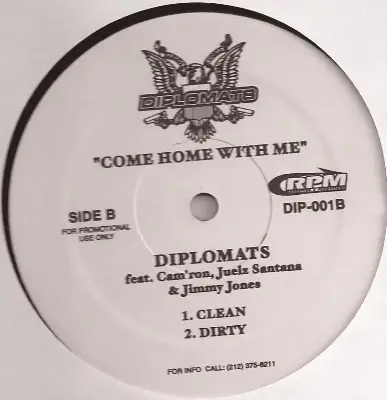 DIPLOMATS
"COME HOME WITH ME"
SIDE B
FOR PROMOTIONAL
USE ONLY
RPM
DIP-001B
DIPLOMATS
feat. Cam'ron, Juelz Santana
& Jimmy Jones
1. CLEAN
2. DIRTY
FOR INFO CALL: (212) 375-6211